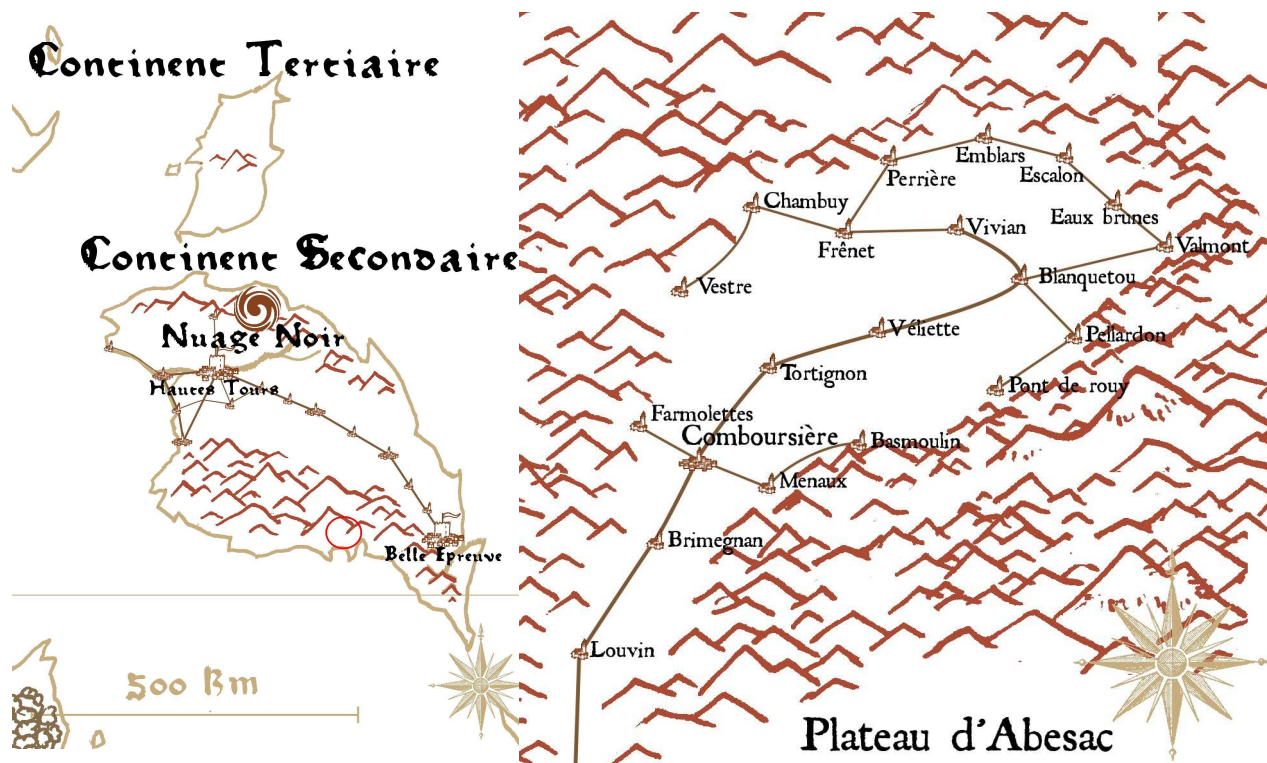 Continent Tertiaire
Continent Secondaire
Nuage Noir
Hautes Tours
Belle Epreuve
500 Km
Emblars
Perrière
Escalon
Chambuy
Eaux brunes
Frênet
Vivian
Valmont
Vestre
Blanquetou
Véliette
Pellardon
Tortignon
Pont de rouy
Farmolettes
Comboursière
Basmoulin
Menaux
Brimegnan
Louvin
Plateau d'Abesac